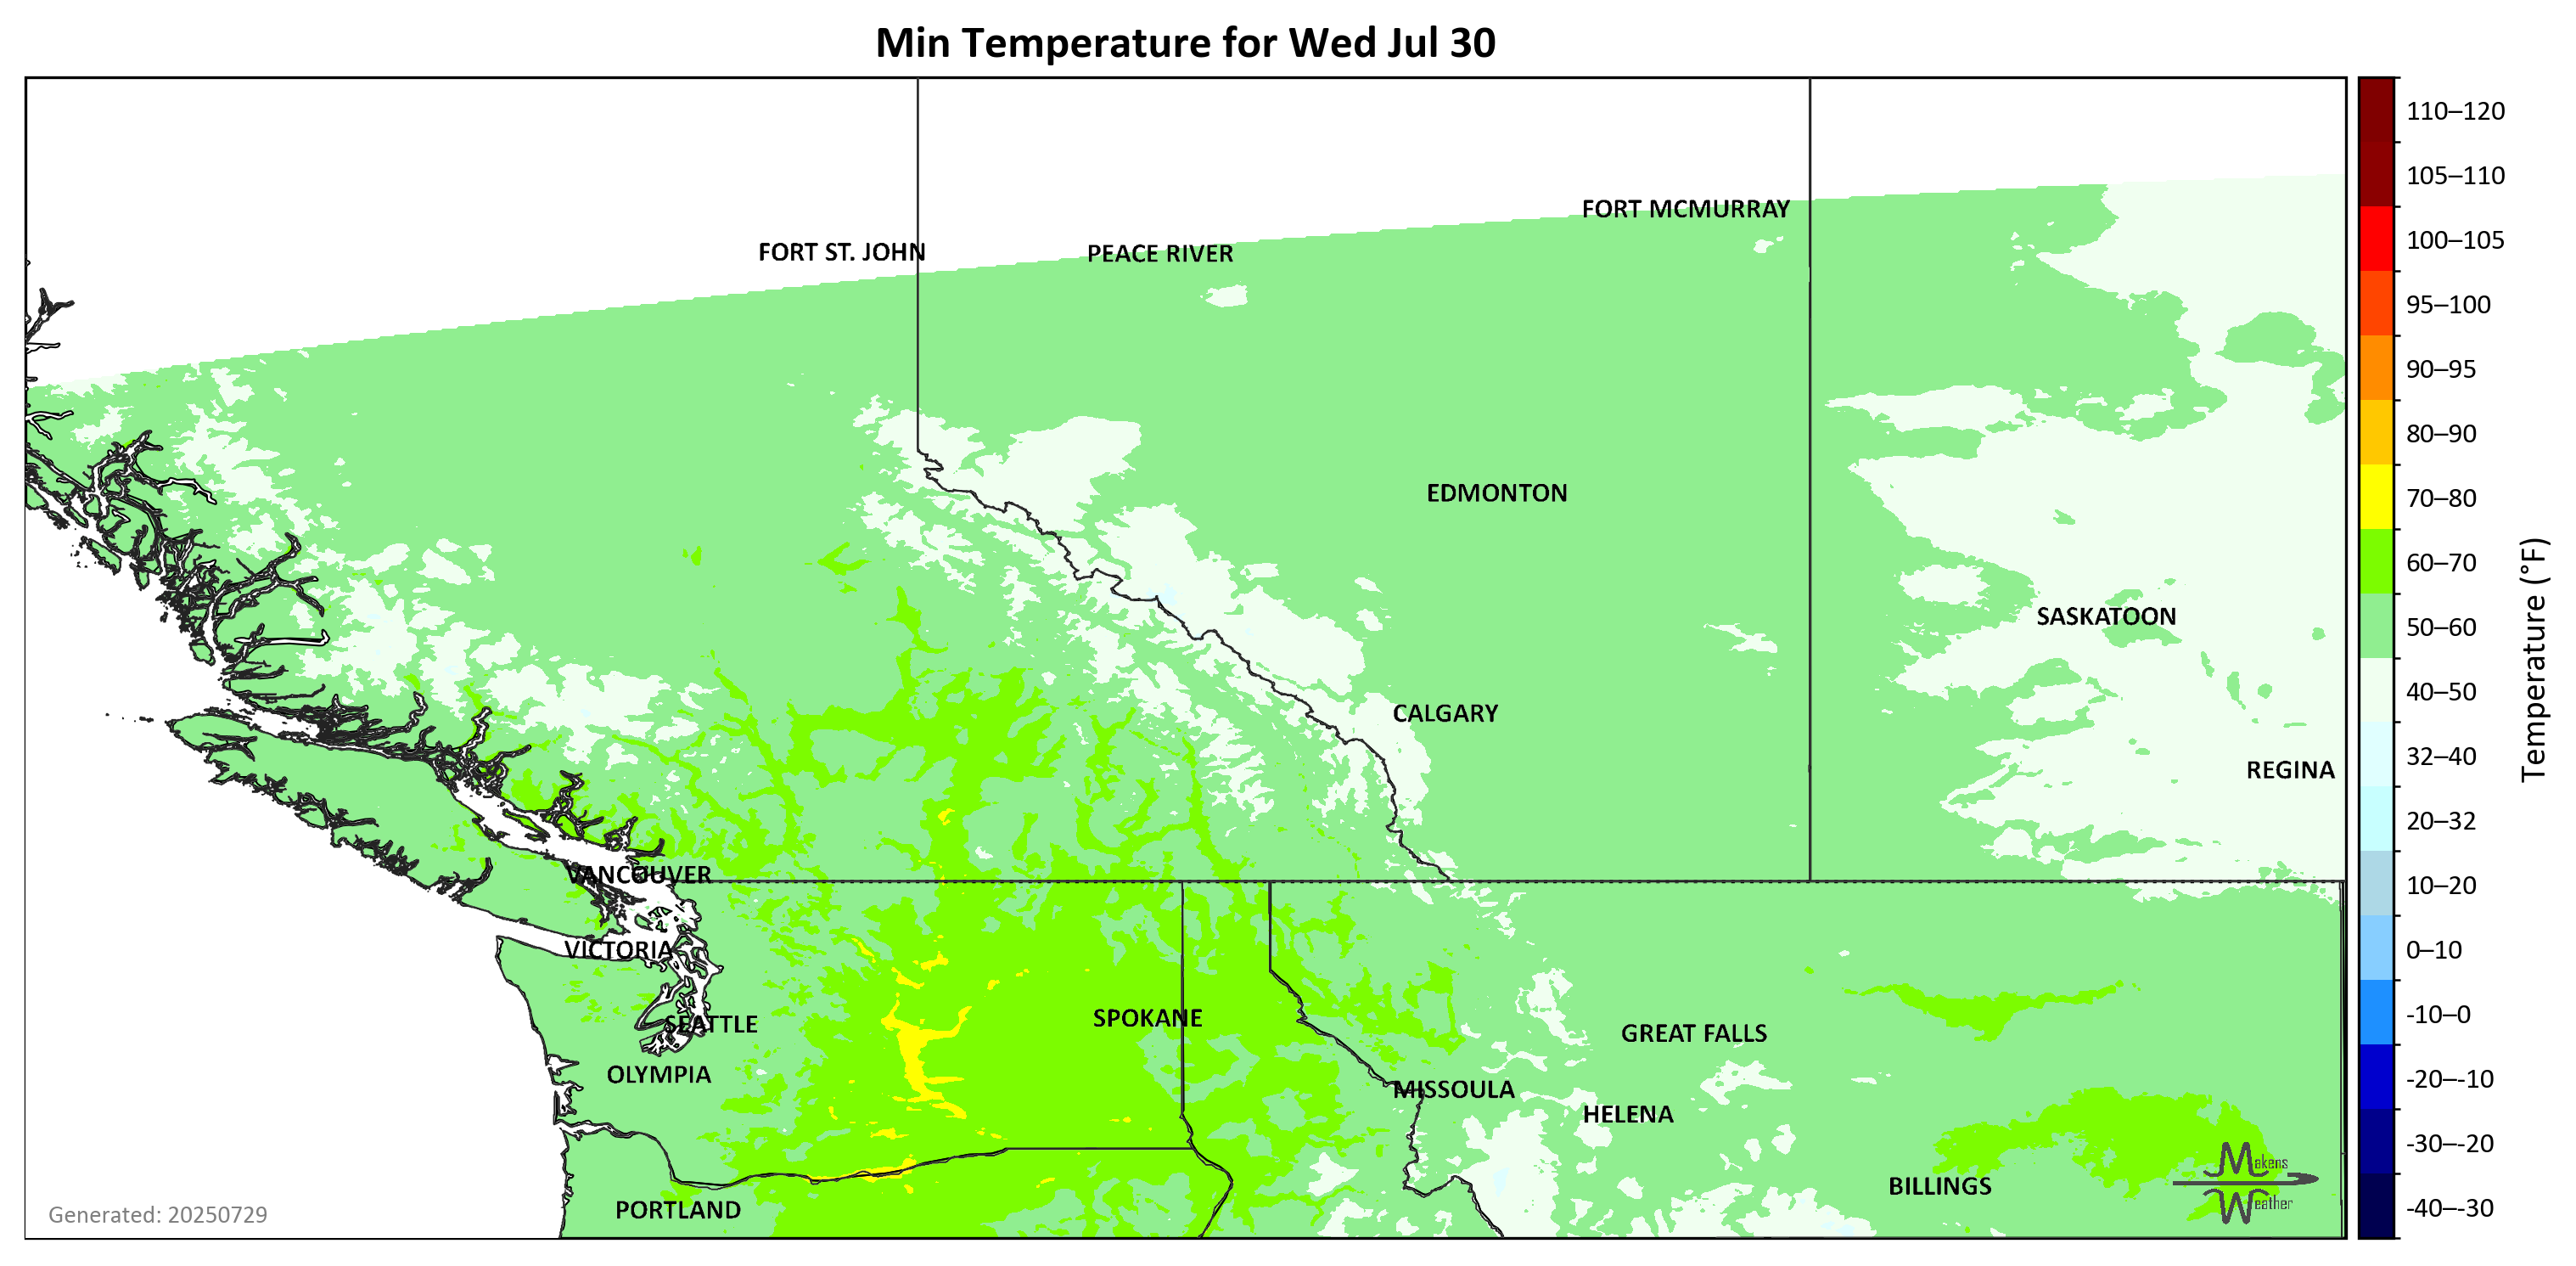 Min Temperature for Wed Jul 30
110–120
105–110
100–105
95–100
90–95
80–90
70–80
60–70
50–60
40–50
32–40
20–32
10–20
0–10
-10–0
-20–-10
-30–-20
-40–-30
Temperature (°F)
FORT MCMURRAY
FORT ST. JOHN
PEACE RIVER
EDMONTON
SASKATOON
CALGARY
REGINA
VANCOUVER
VICTORIA
SPOKANE
SEATTLE
GREAT FALLS
OLYMPIA
MISSOULA
HELENA
BILLINGS
PORTLAND
Makens
Weather
Generated: 20250729